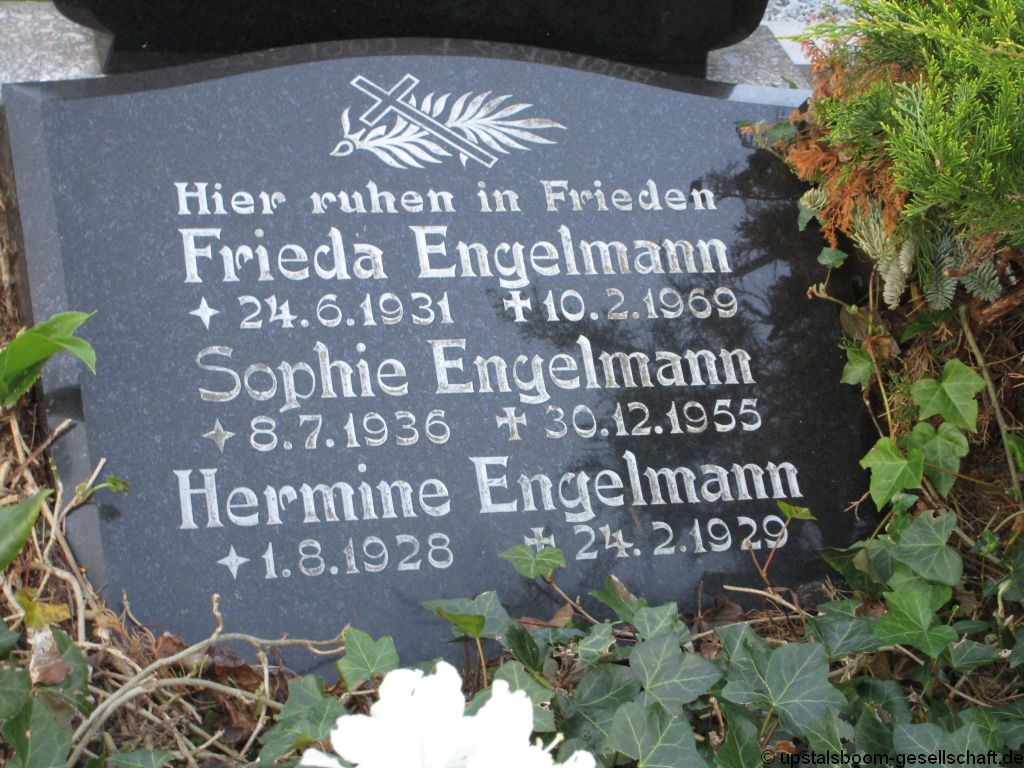 Hier ruhen in Frieden
Frieda Engelmann
24.6.1931 10.2.1969
Sophie Engelmann
8.7.1936 30.12.1955
Hermine Engelmann
1.8.1928 24.2.1929
© upstalsboom-gesellschaft.de